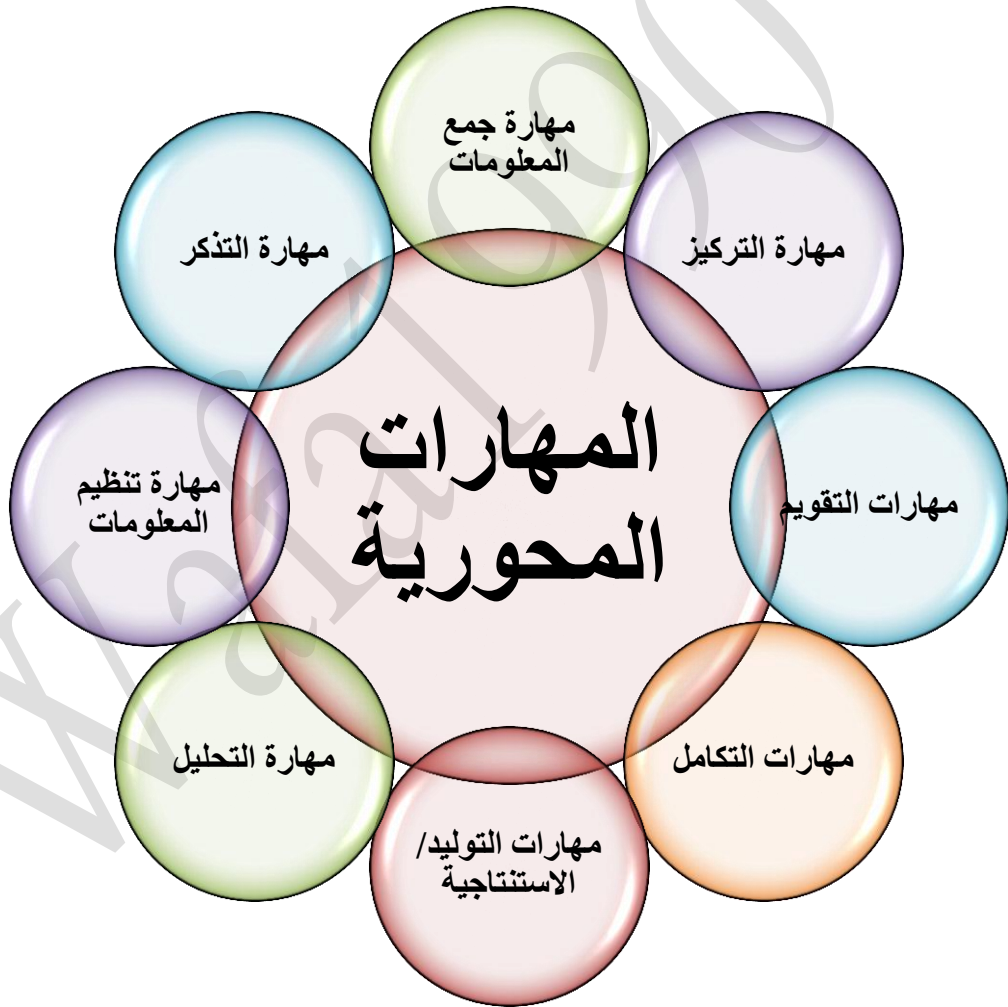 المهارات
المحورية
مهارة جمع
المعلومات
مهارة التركيز
مهارات التقويم
مهارات التكامل
مهارات التوليد/
الاستنتاجية
مهارة التحليل
مهارة تنظيم
المعلومات
مهارة التذكر
Wafa1990